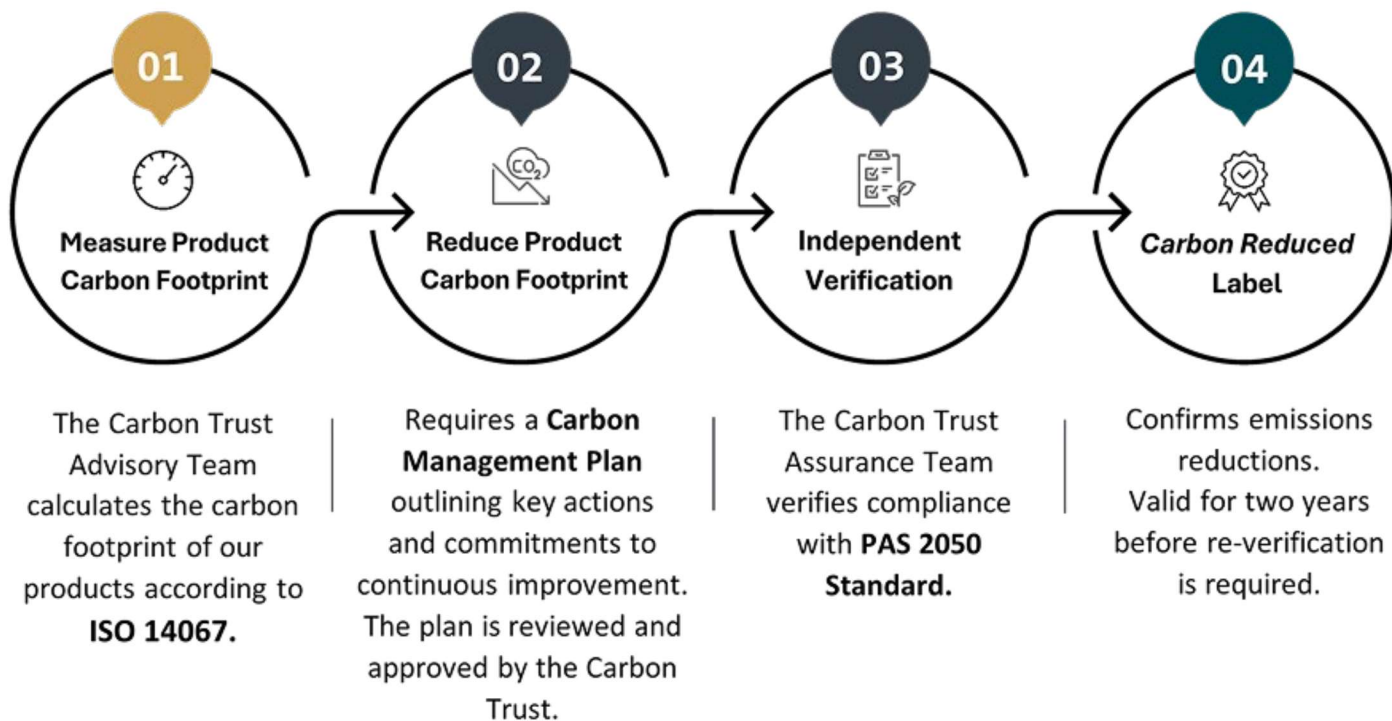 01
Measure Product
Carbon Footprint
The Carbon Trust
Advisory Team
calculates the carbon
footprint of our
products according to
ISO 14067.
02
CO2
Reduce Product
Carbon Footprint
Requires a Carbon
Management Plan
outlining key actions
and commitments to
continuous improvement.
The plan is reviewed and
approved by the Carbon
Trust.
03
Independent
Verification
The Carbon Trust
Assurance Team
verifies compliance
with PAS 2050
Standard.
04
Carbon Reduced
Label
Confirms emissions
reductions.
Valid for two years
before re-verification
is required.